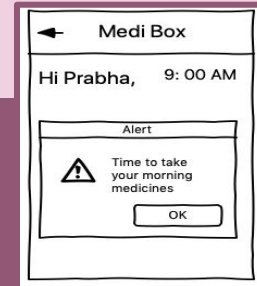 Medi Box
Hi Prabha, 9: 00 AM
Alert
Time to take
your morning
medicines
OK